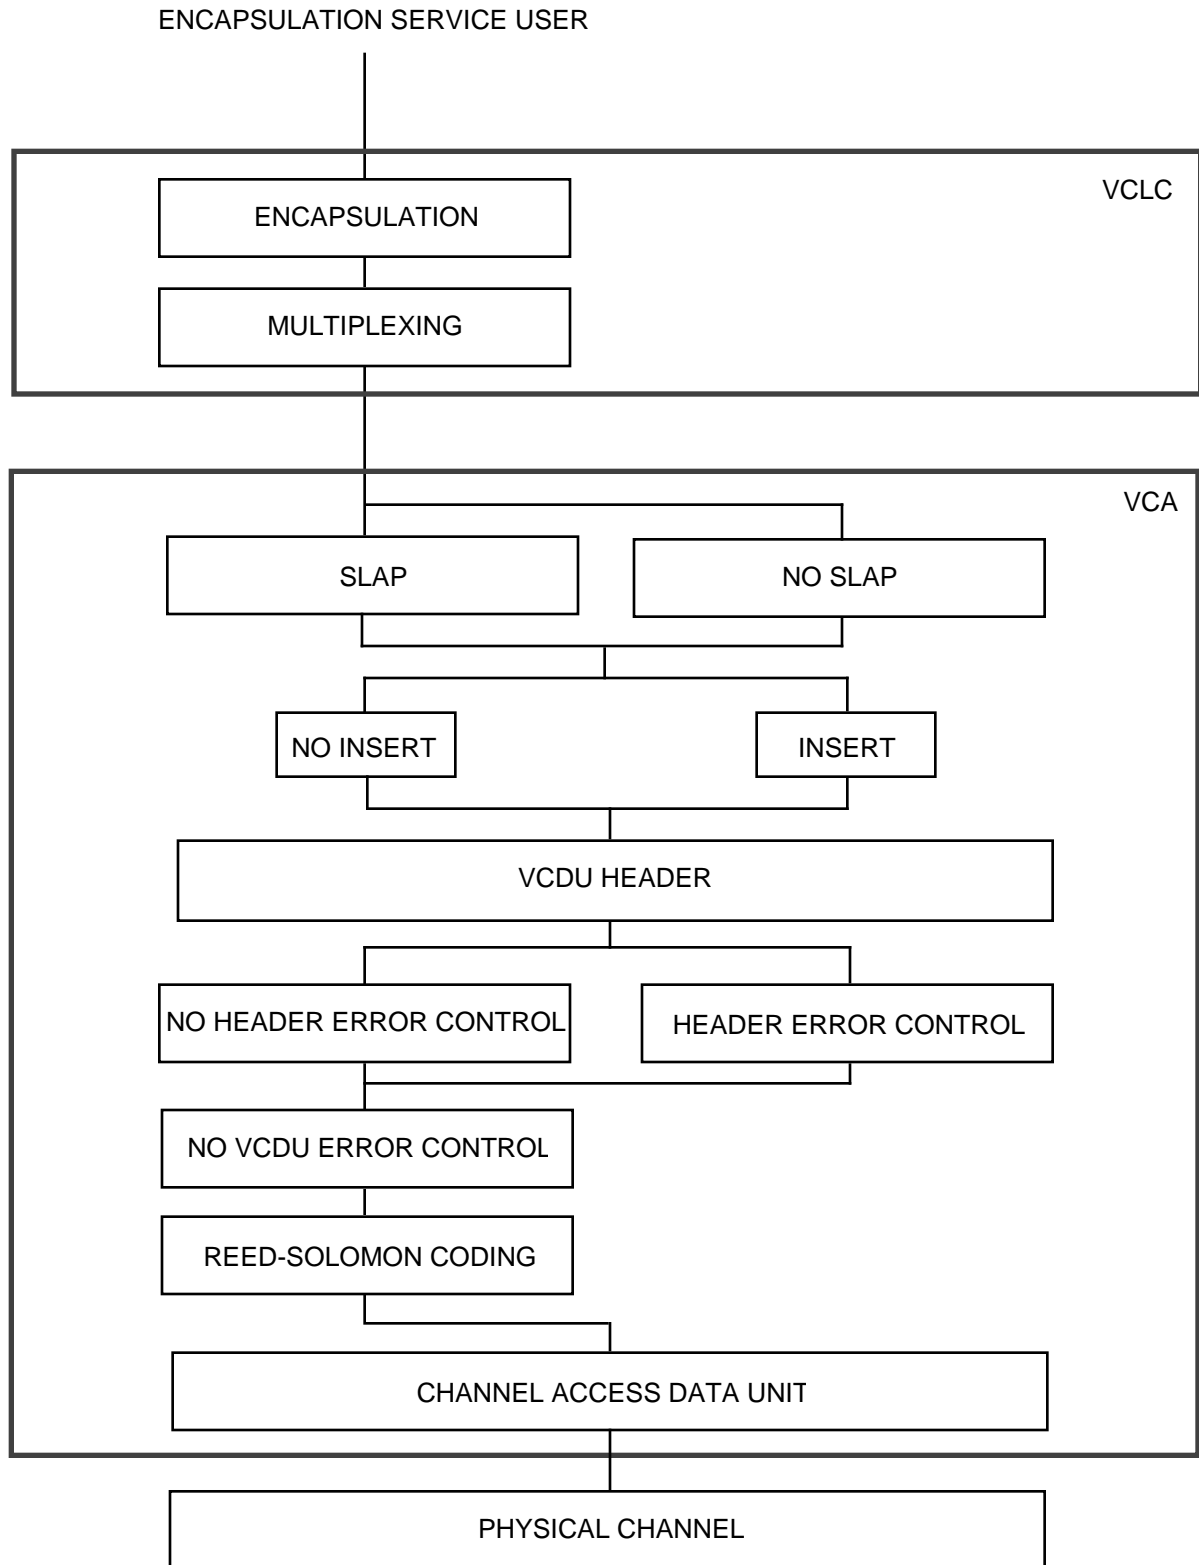 ENCAPSULATION SERVICE USER
VCLC
ENCAPSULATION
MULTIPLEXING
VCA
SLAP
NO SLAP
NO INSERT
INSERT
VCDU HEADER
NO HEADER ERROR CONTROL
HEADER ERROR CONTROL
NO VCDU ERROR CONTROL
REED-SOLOMON CODING
CHANNEL ACCESS DATA UNIT
PHYSICAL CHANNEL